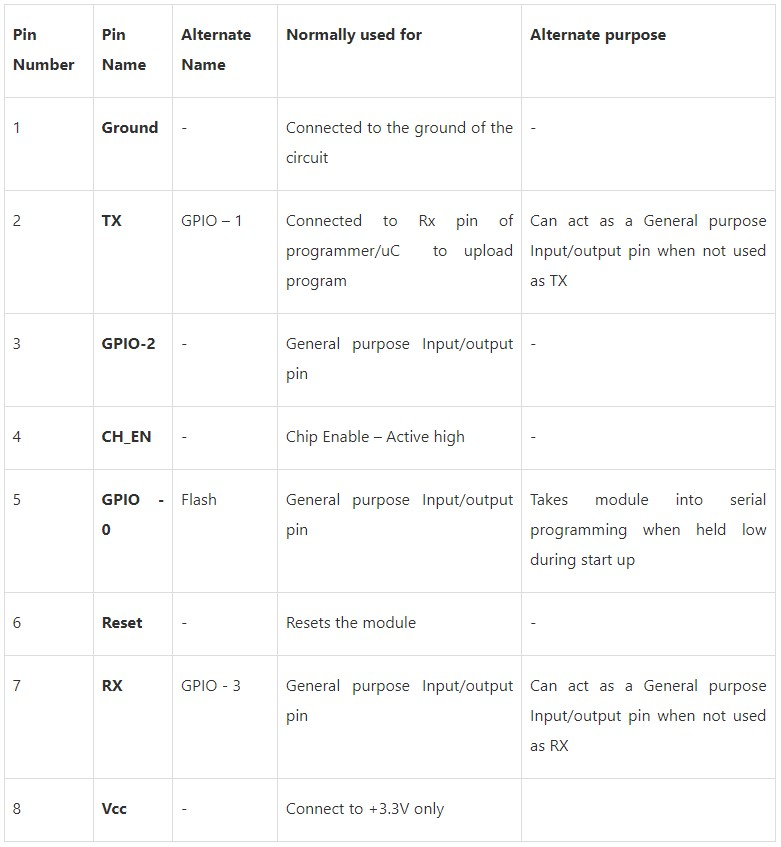 Pin Number | Pin Name | Alternate Name | Normally used for | Alternate purpose
1 | Ground | - | Connected to the ground of the circuit | -
2 | TX | GPIO – 1 | Connected to Rx pin of programmer/uC to upload program | Can act as a General purpose Input/output pin when not used as TX
3 | GPIO-2 | - | General purpose Input/output pin | -
4 | CH_EN | - | Chip Enable – Active high | -
5 | GPIO - 0 | Flash | General purpose Input/output pin | Takes module into serial programming when held low during start up
6 | Reset | - | Resets the module | -
7 | RX | GPIO - 3 | General purpose Input/output pin | Can act as a General purpose Input/output pin when not used as RX
8 | Vcc | - | Connect to +3.3V only |